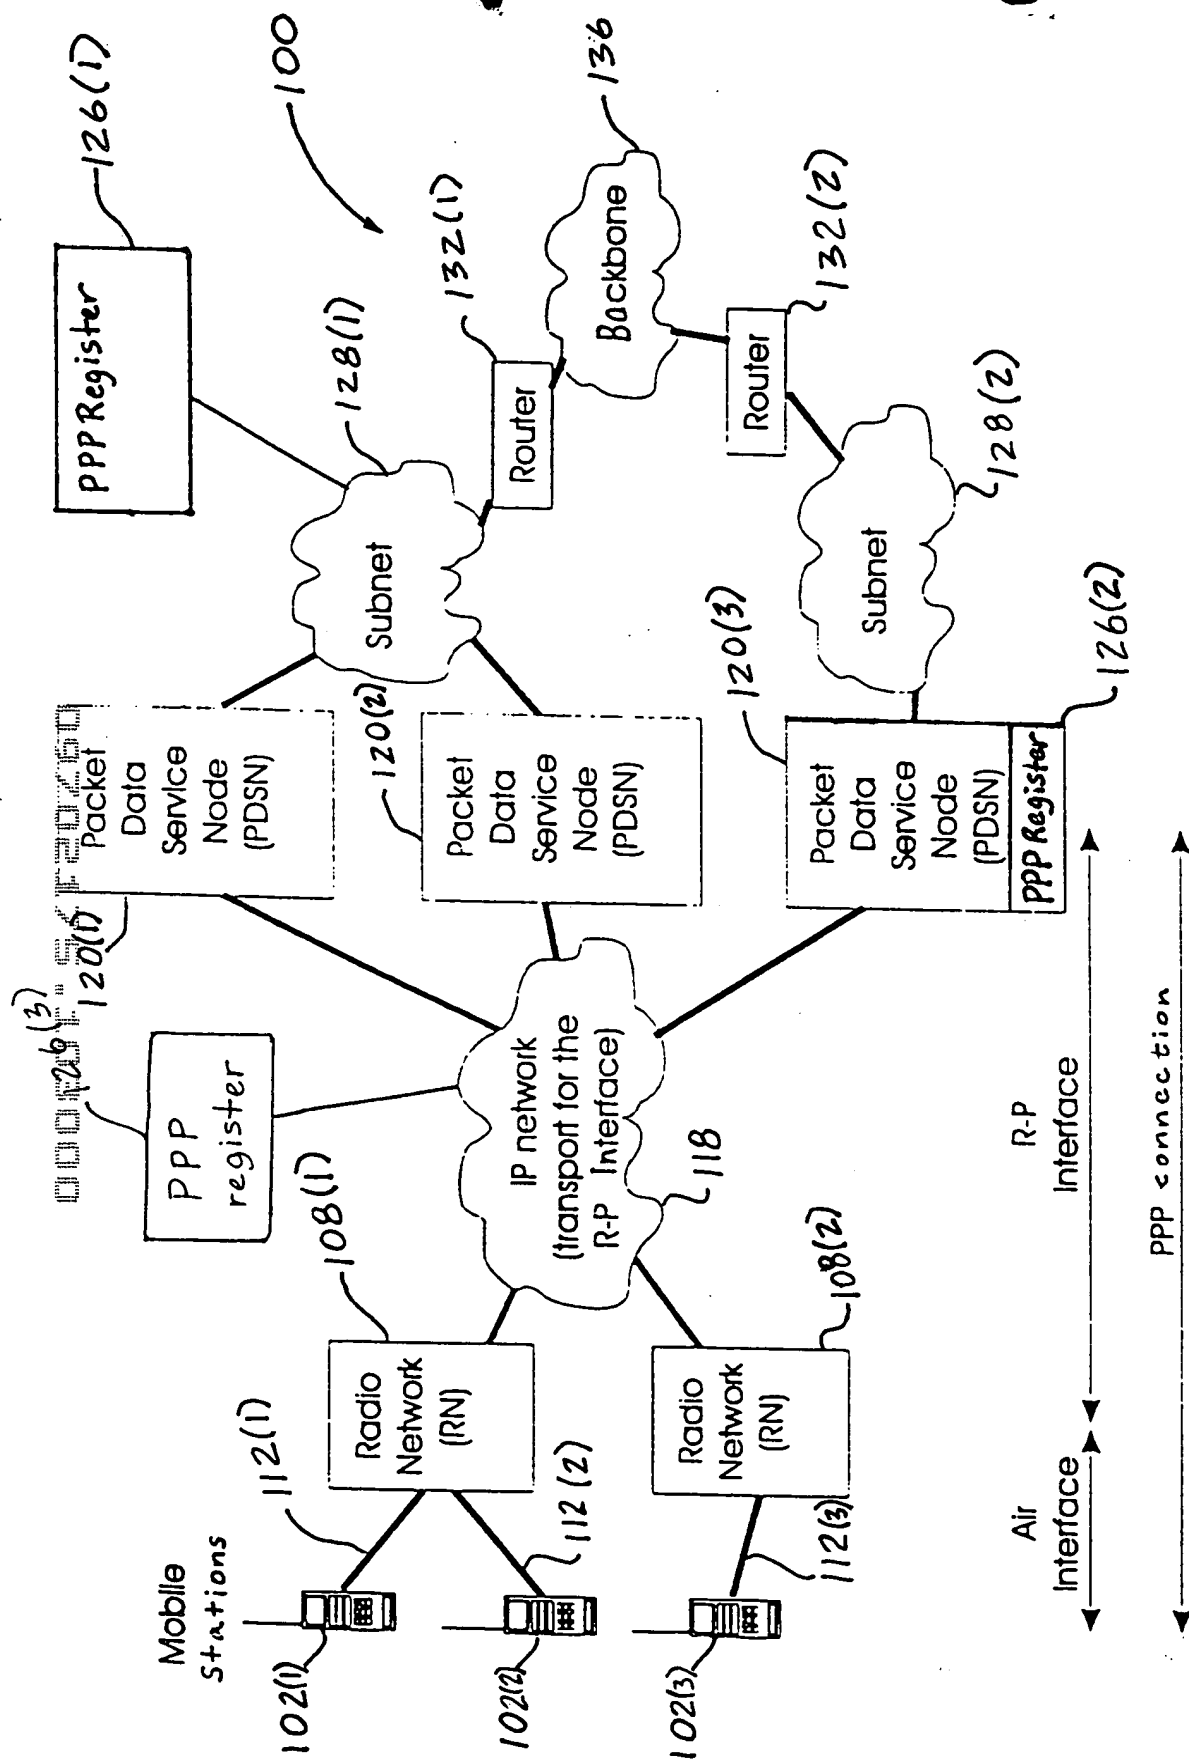 Mobile
Stations
102(1)
102(2)
102(3)
112(1)
112(2)
112(3)
Radio
Network
(RN)
108(1)
Radio
Network
(RN)
108(2)
PPP
register
126(3)
IP network
(transport for the
R-P Interface)
118
120(1)
Packet
Data
Service
Node
(PDSN)
120(2)
Packet
Data
Service
Node
(PDSN)
120(3)
Packet
Data
Service
Node
(PDSN)
PPP Register
126(2)
Subnet
128(1)
PPP Register
126(1)
100
Router
132(1)
Backbone
136
Router
132(2)
Subnet
128(2)
Air
Interface
R-P
Interface
PPP connection